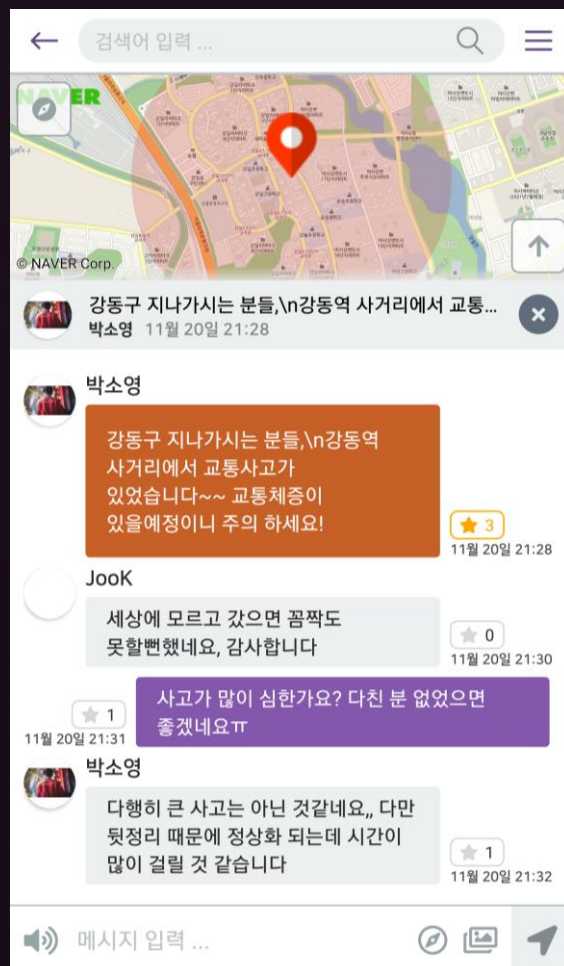 검색어 입력 ...
NAVER
© NAVER Corp.
강동구 지나가시는 분들,\n강동역 사거리에서 교통...
박소영 11월 20일 21:28
박소영
강동구 지나가시는 분들,\n강동역
사거리에서 교통사고가
있었습니다~~ 교통체증이
있을예정이니 주의 하세요!
3
11월 20일 21:28
JooK
세상에 모르고 갔으면 꼼짝도
못할뻔했네요, 감사합니다
0
11월 20일 21:30
사고가 많이 심한가요? 다친 분 없었으면
좋겠네요ㅠ
1
11월 20일 21:31
박소영
다행히 큰 사고는 아닌 것같네요,, 다만
뒷정리 때문에 정상화 되는데 시간이
많이 걸릴 것 같습니다
1
11월 20일 21:32
메시지 입력 ...